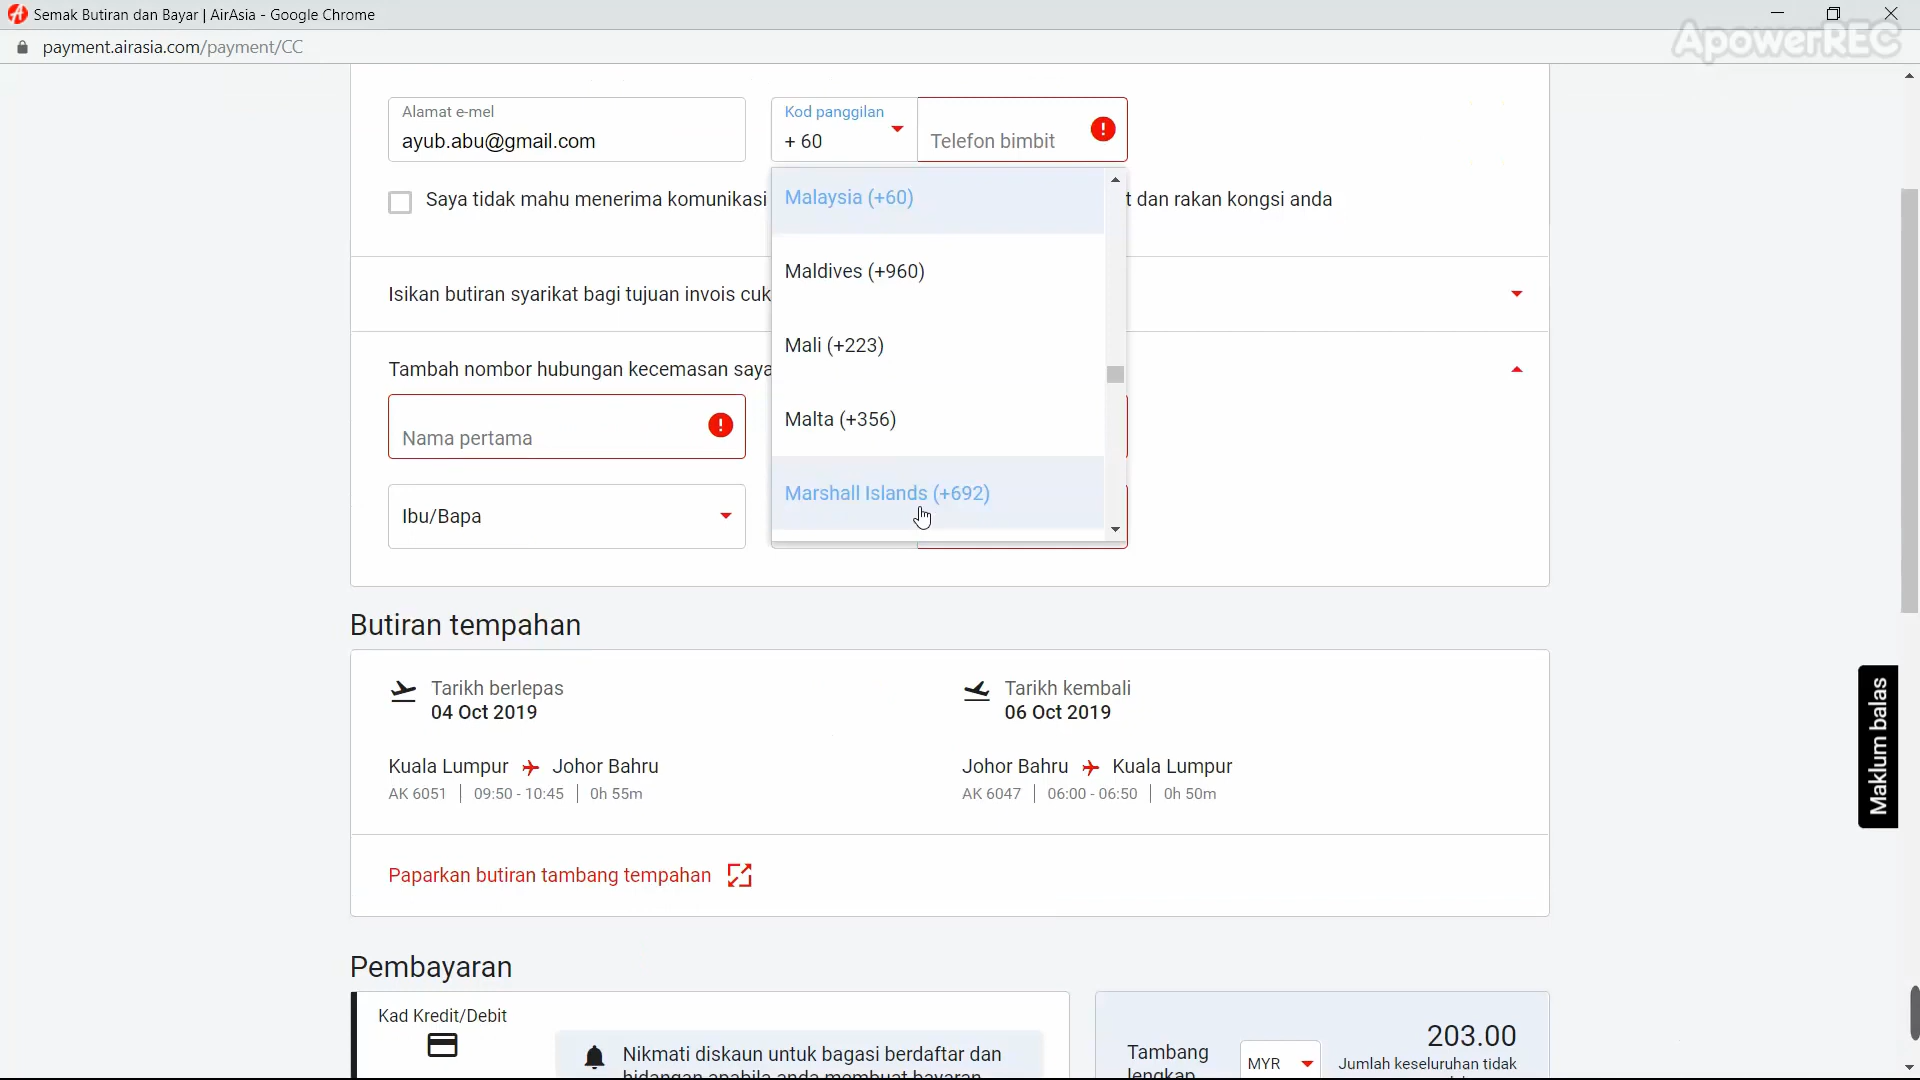 Semak Butiran dan Bayar | AirAsia - Google Chrome
ApowerREC
payment.airasia.com/payment/CC
Alamat e-mel
ayub.abu@gmail.com
Kod panggilan
+ 60
Telefon bimbit
Saya tidak mahu menerima komunikasi
t dan rakan kongsi anda
Malaysia (+60)
Maldives (+960)
Mali (+223)
Malta (+356)
Marshall Islands (+692)
Isikan butiran syarikat bagi tujuan invois cuk
Tambah nombor hubungan kecemasan saya
Nama pertama
Ibu/Bapa
Butiran tempahan
Tarikh berlepas
04 Oct 2019
Kuala Lumpur Johor Bahru
AK 6051 | 09:50 - 10:45 | 0h 55m
Tarikh kembali
06 Oct 2019
Johor Bahru Kuala Lumpur
AK 6047 | 06:00 - 06:50 | 0h 50m
Paparkan butiran tambang tempahan
Maklum balas
Pembayaran
Kad Kredit/Debit
Nikmati diskaun untuk bagasi berdaftar dan
hidangan apabila anda membuat bayaran
Tambang
lengkap
MYR
203.00
Jumlah keseluruhan tidak